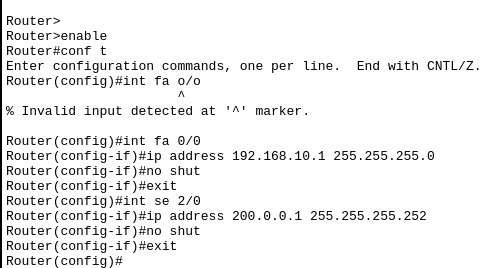 Router>
Router>enable
Router#conf t
Enter configuration commands, one per line.  End with CNTL/Z.
Router(config)#int fa o/o
                      ^
% Invalid input detected at '^' marker.

Router(config)#int fa 0/0
Router(config-if)#ip address 192.168.10.1 255.255.255.0
Router(config-if)#no shut
Router(config-if)#exit
Router(config)#int se 2/0
Router(config-if)#ip address 200.0.0.1 255.255.255.252
Router(config-if)#no shut
Router(config-if)#exit
Router(config)#